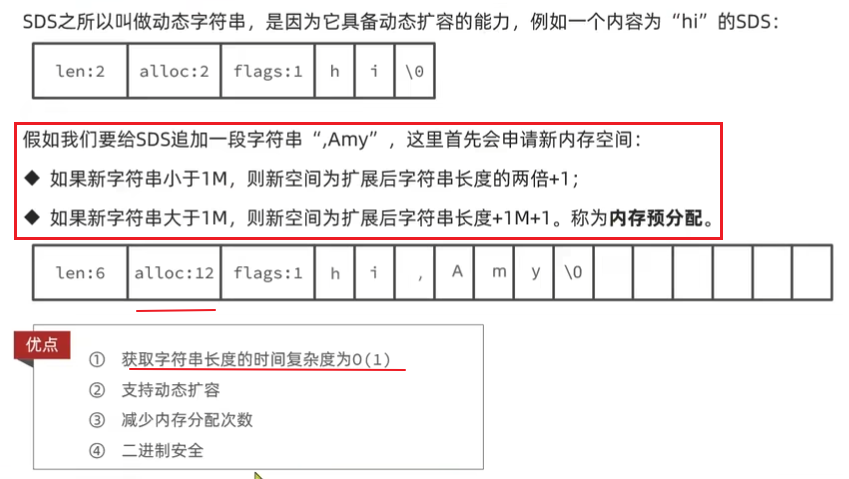 SDS之所以叫做动态字符串，是因为它具备动态扩容的能力，例如一个内容为“hi”的SDS：
len:2 alloc:2 flags:1 h i \0
假如我们要给SDS追加一段字符串“,Amy”，这里首先会申请新内存空间：
◆ 如果新字符串小于1M，则新空间为扩展后字符串长度的两倍+1；
◆ 如果新字符串大于1M，则新空间为扩展后字符串长度+1M+1。称为内存预分配。
len:6 alloc:12 flags:1 h i , A m y \0
优点
① 获取字符串长度的时间复杂度为O(1)
② 支持动态扩容
③ 减少内存分配次数
④ 二进制安全